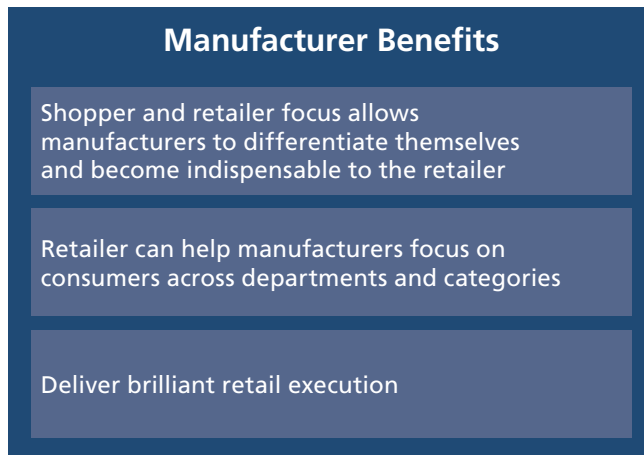 Manufacturer Benefits
Shopper and retailer focus allows
manufacturers to differentiate themselves
and become indispensable to the retailer
Retailer can help manufacturers focus on
consumers across departments and categories
Deliver brilliant retail execution